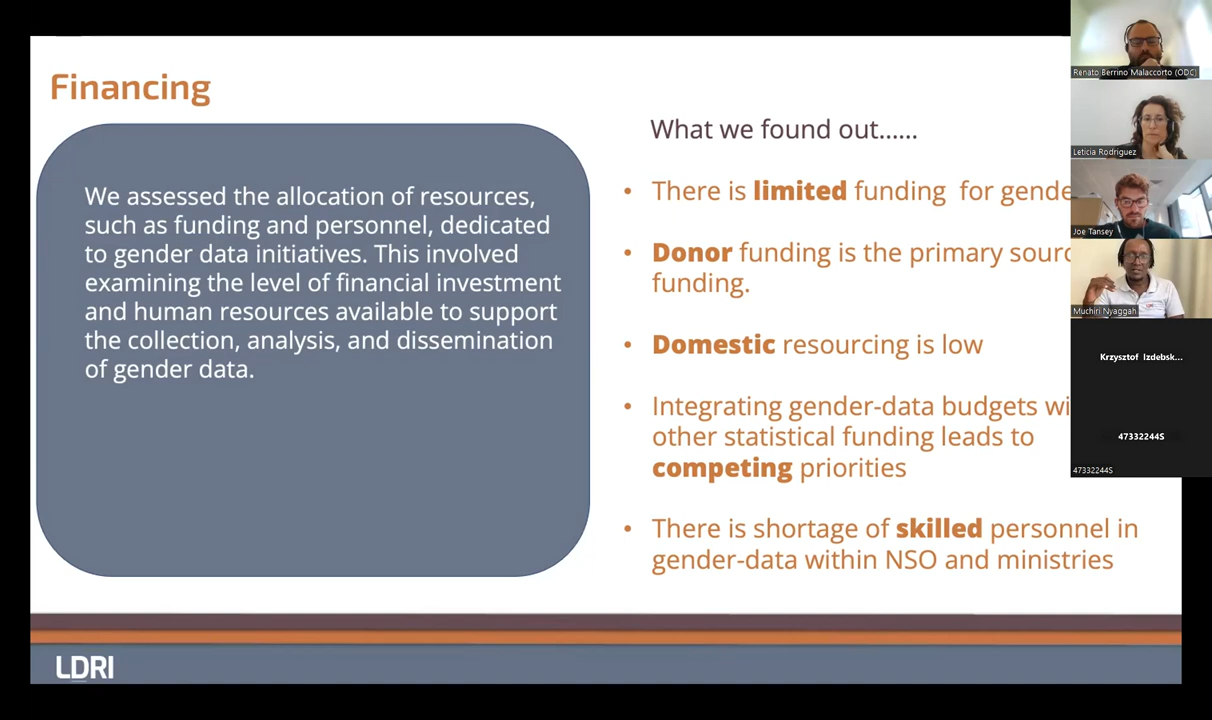 Financing
We assessed the allocation of resources,
such as funding and personnel, dedicated
to gender data initiatives. This involved
examining the level of financial investment
and human resources available to support
the collection, analysis, and dissemination
of gender data.
What we found out......
• There is limited funding for gende
• Donor funding is the primary sourc
funding.
• Domestic resourcing is low
• Integrating gender-data budgets wi
other statistical funding leads to
competing priorities
• There is shortage of skilled personnel in
gender-data within NSO and ministries
LDRI
Renato Berrino Malaccorto (ODC)
Leticia Rodriguez
Joe Tansey
LDRI
Muchiri Nyaggah
Krzysztof Izdebsk...
47332244S
47332244S